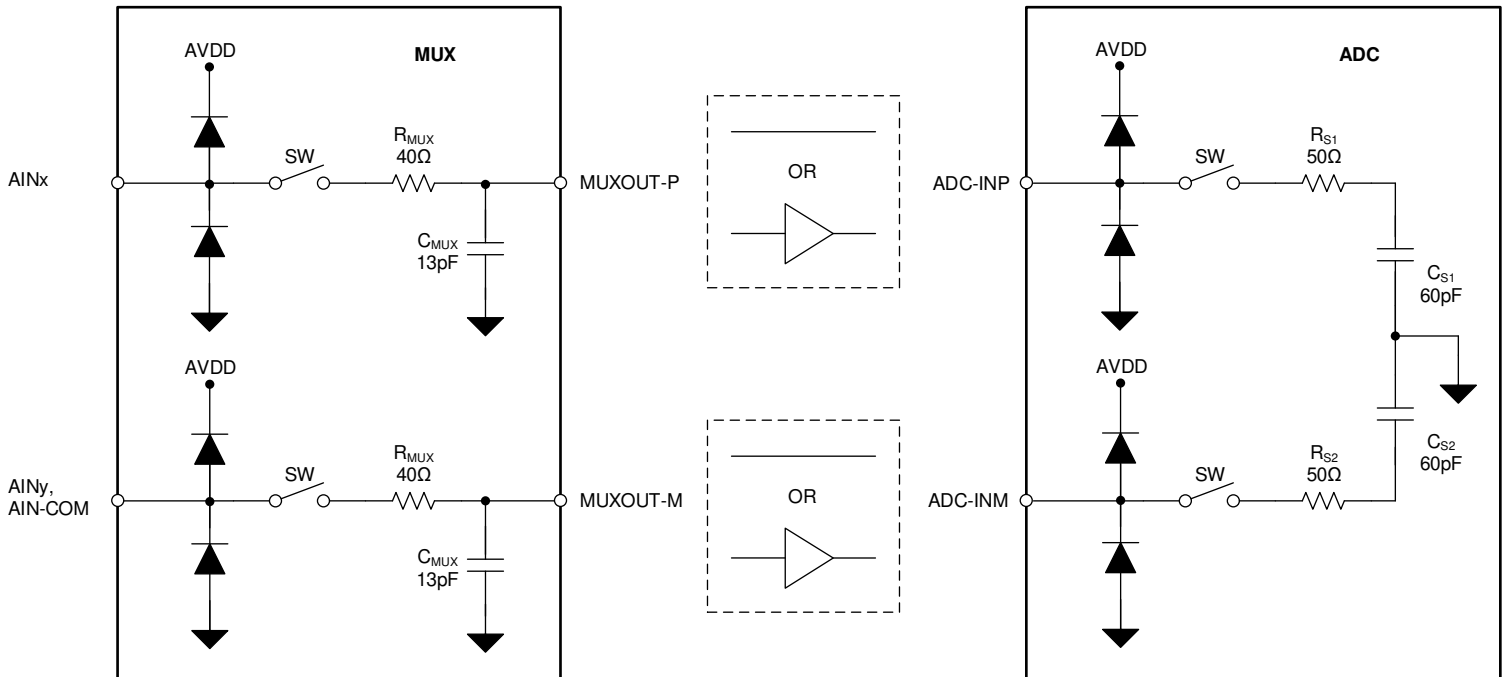 MUX
AVDD
AINx
SW
RMUX
40Ω
CMUX
13pF
MUXOUT-P
AVDD
AINy,
AIN-COM
SW
RMUX
40Ω
CMUX
13pF
MUXOUT-M
OR
OR
ADC
AVDD
ADC-INP
SW
RS1
50Ω
CS1
60pF
AVDD
ADC-INM
SW
RS2
50Ω
CS2
60pF